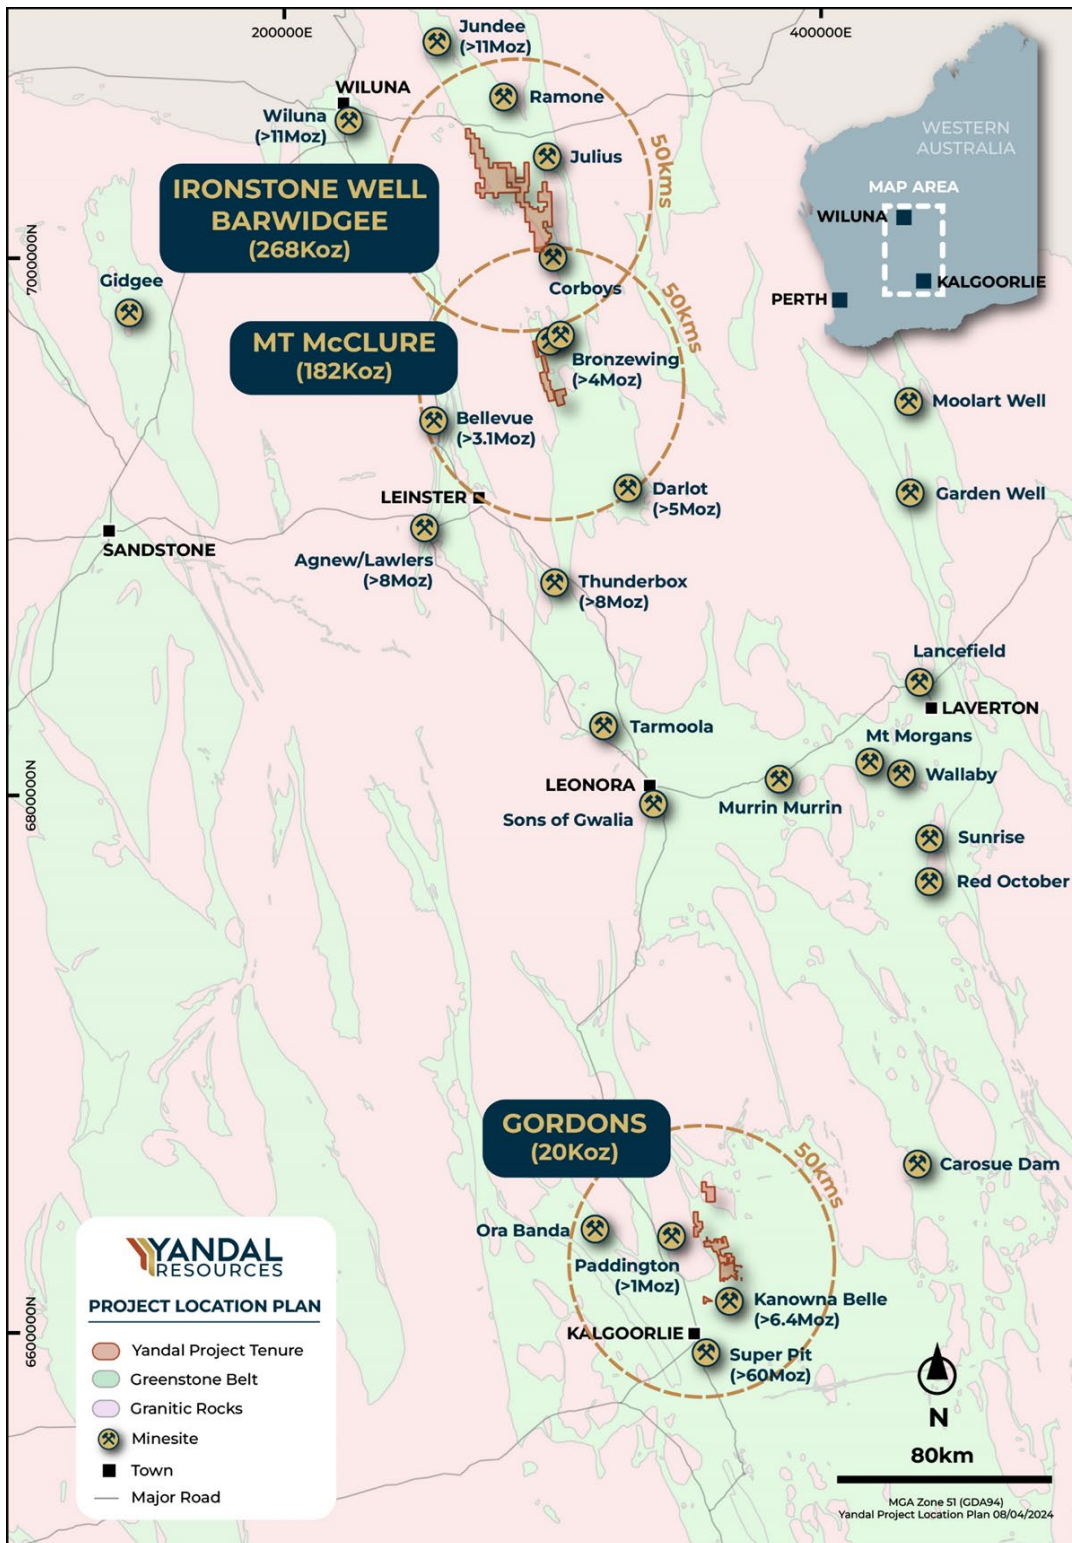 200000E
400000E
Jundee
(>11Moz)
WILUNA
Ramone
Wiluna
(>11Moz)
Julius
50kms
WESTERN
AUSTRALIA
MAP AREA
WILUNA
KALGOORLIE
PERTH
IRONSTONE WELL
BARWIDGEE
(268Koz)
7000000N
Corboys
Gidgee
50kms
MT McCLURE
(182Koz)
Bronzewing
(>4Moz)
Moolart Well
Bellevue
(>3.1Moz)
LEINSTER
Darlot
(>5Moz)
Garden Well
SANDSTONE
Agnew/Lawlers
(>8Moz)
Thunderbox
(>8Moz)
Lancefield
LAVERTON
Tarmoola
Mt Morgans
Wallaby
6800000N
LEONORA
Sons of Gwalia
Murrin Murrin
Sunrise
Red October
GORDONS
(20Koz)
50kms
Carosue Dam
Ora Banda
Paddington
(>1Moz)
Kanowna Belle
(>6.4Moz)
KALGOORLIE
Super Pit
(>60Moz)
6600000N
YANDAL
RESOURCES
PROJECT LOCATION PLAN
Yandal Project Tenure
Greenstone Belt
Granitic Rocks
Minesite
Town
Major Road
N
80km
MGA Zone 51 (GDA94)
Yandal Project Location Plan 08/04/2024